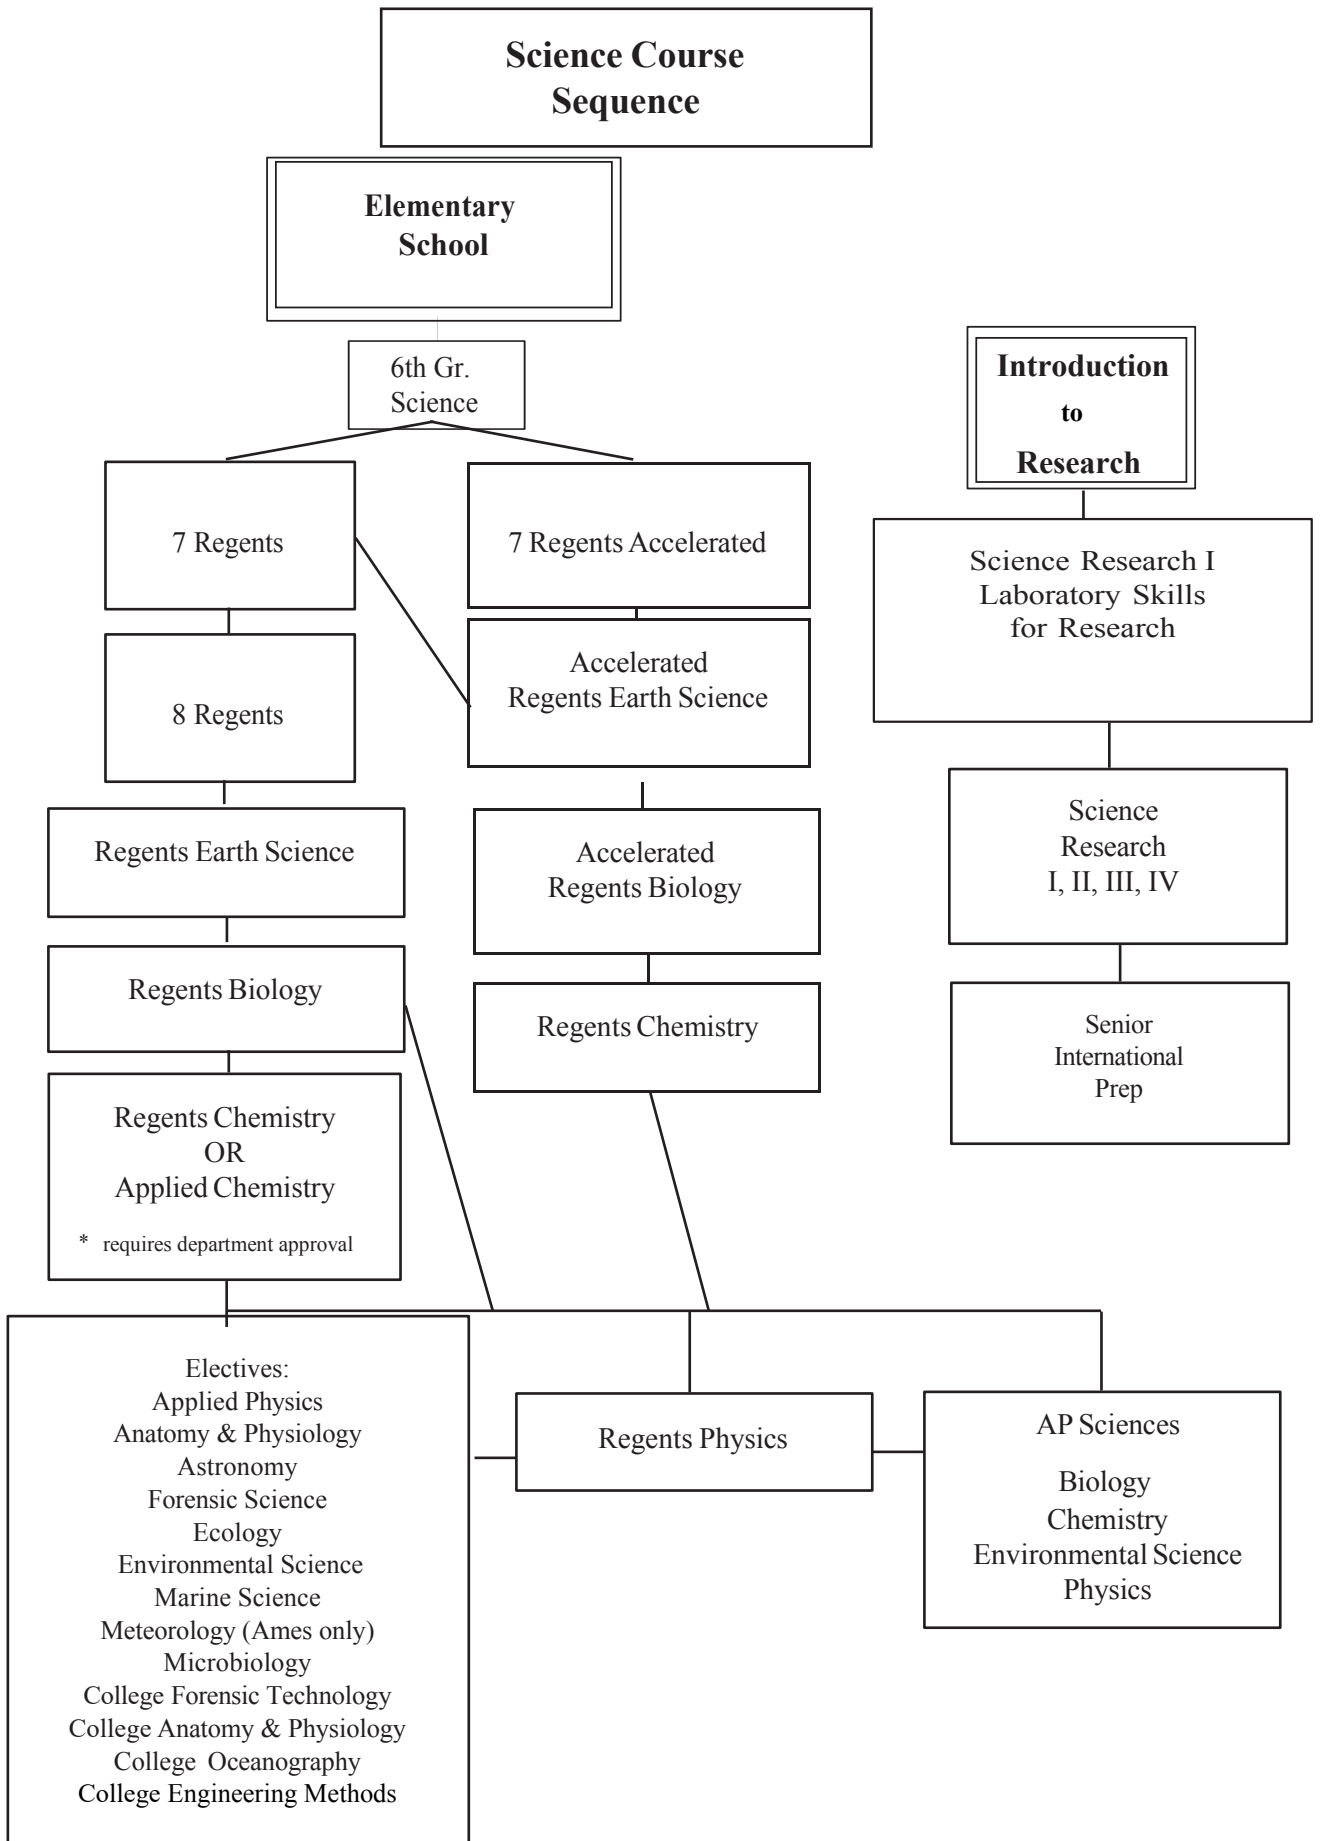 Science Course
Sequence
Elementary
School
6th Gr.
Science
Introduction
to
Research
7 Regents
7 Regents Accelerated
Science Research I
Laboratory Skills
for Research
8 Regents
Accelerated
Regents Earth Science
Regents Earth Science
Accelerated
Regents Biology
Science
Research
I, II, III, IV
Regents Biology
Regents Chemistry
Senior
International
Prep
Regents Chemistry
OR
Applied Chemistry
* requires department approval
Electives:
Applied Physics
Anatomy & Physiology
Astronomy
Forensic Science
Ecology
Environmental Science
Marine Science
Meteorology (Ames only)
Microbiology
College Forensic Technology
College Anatomy & Physiology
College Oceanography
College Engineering Methods
Regents Physics
AP Sciences
Biology
Chemistry
Environmental Science
Physics